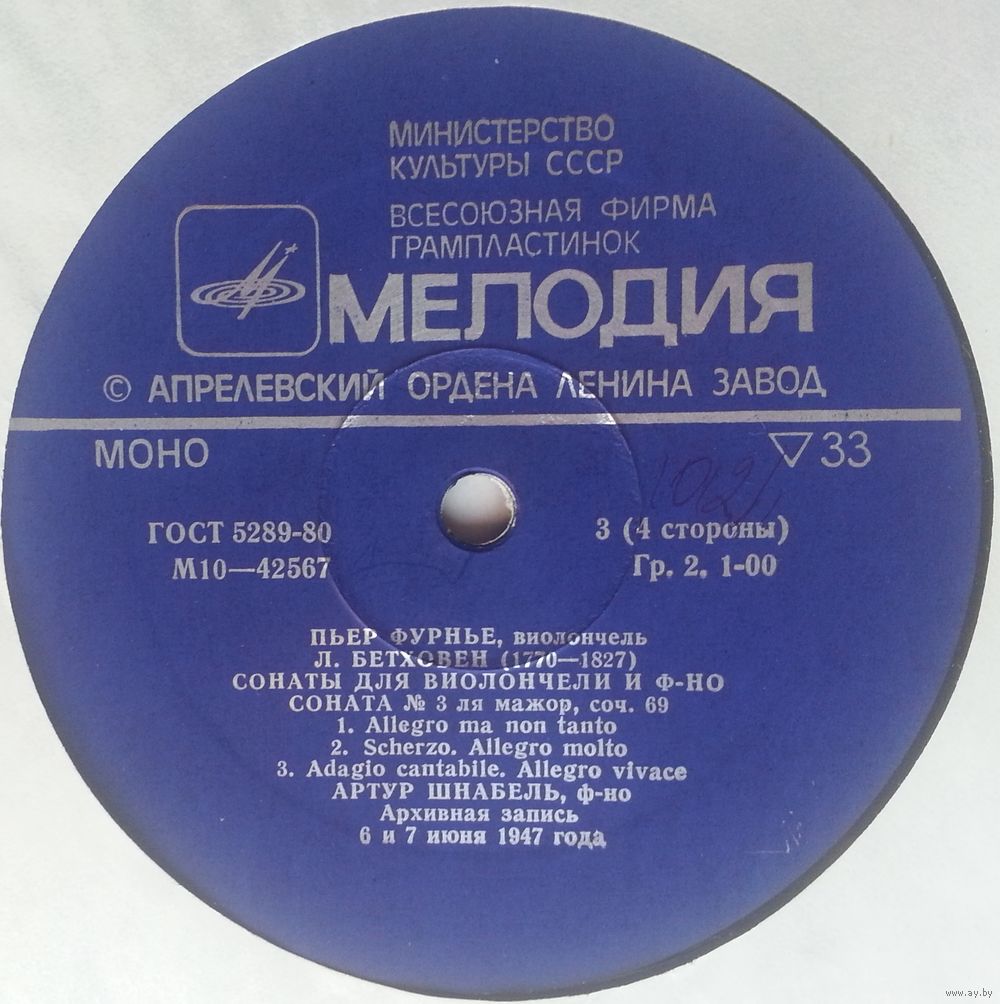 МИНИСТЕРСТВО
КУЛЬТУРЫ СССР
ВСЕСОЮЗНАЯ ФИРМА
ГРАМПЛАСТИНОК
МЕЛОДИЯ
© АПРЕЛЕВСКИЙ ОРДЕНА ЛЕНИНА ЗАВОД
МОНО
▽ 33
ГОСТ 5289-80
М10—42567
3 (4 стороны)
Гр. 2. 1-00
ПЬЕР ФУРНЬЕ, виолончель
Л. БЕТХОВЕН (1770—1827)
СОНАТЫ ДЛЯ ВИОЛОНЧЕЛИ И Ф-НО
СОНАТА № 3 ля мажор, соч. 69
1. Allegro ma non tanto
2. Scherzo. Allegro molto
3. Adagio cantabile. Allegro vivace
АРТУР ШНАБЕЛЬ, ф-но
Архивная запись
6 и 7 июня 1947 года
www.ay.by